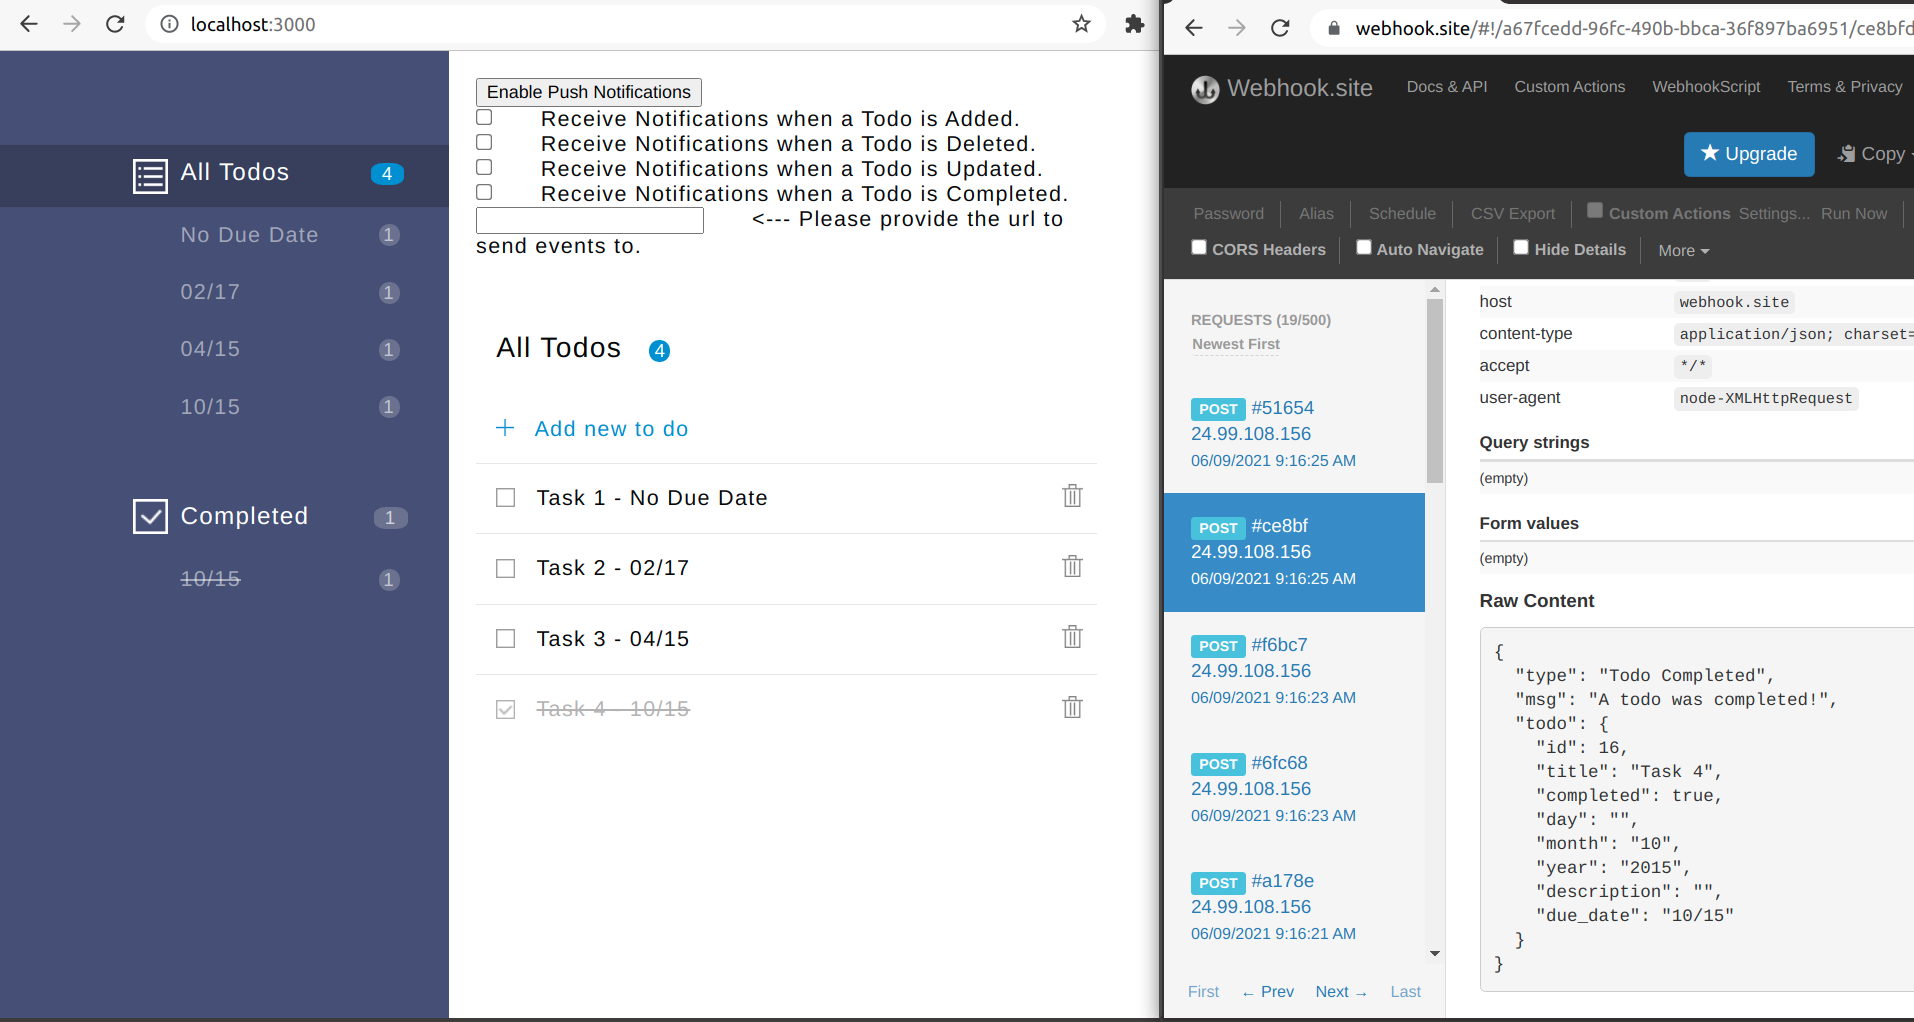 localhost:3000
Enable Push Notifications
Receive Notifications when a Todo is Added.
Receive Notifications when a Todo is Deleted.
Receive Notifications when a Todo is Updated.
Receive Notifications when a Todo is Completed.
<--- Please provide the url to
send events to.
All Todos 4
No Due Date 1
02/17 1
04/15 1
10/15 1
Completed 1
10/15 1
All Todos 4
+ Add new to do
Task 1 - No Due Date
Task 2 - 02/17
Task 3 - 04/15
Task 4 - 10/15
webhook.site/#!/a67fcedd-96fc-490b-bbca-36f897ba6951/ce8bfd
Webhook.site Docs & API Custom Actions WebhookScript Terms & Privacy
Upgrade Copy
Password Alias Schedule CSV Export Custom Actions Settings... Run Now
CORS Headers Auto Navigate Hide Details More
REQUESTS (19/500)
Newest First
POST #51654
24.99.108.156
06/09/2021 9:16:25 AM
POST #ce8bf
24.99.108.156
06/09/2021 9:16:25 AM
POST #f6bc7
24.99.108.156
06/09/2021 9:16:23 AM
POST #6fc68
24.99.108.156
06/09/2021 9:16:23 AM
POST #a178e
24.99.108.156
06/09/2021 9:16:21 AM
First ← Prev Next → Last
host webhook.site
content-type application/json; charset=
accept */*
user-agent node-XMLHttpRequest
Query strings
(empty)
Form values
(empty)
Raw Content
{
"type": "Todo Completed",
"msg": "A todo was completed!",
"todo": {
"id": 16,
"title": "Task 4",
"completed": true,
"day": "",
"month": "10",
"year": "2015",
"description": "",
"due_date": "10/15"
}
}